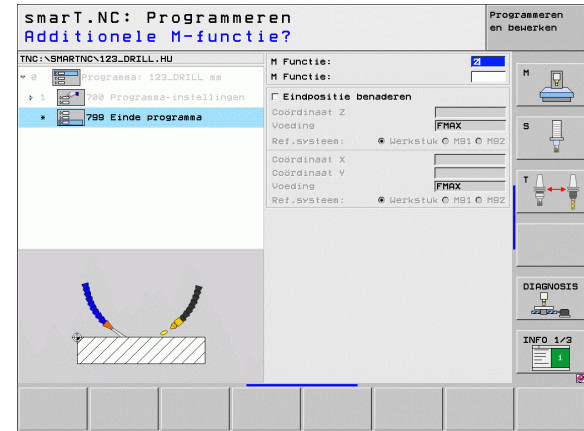 smarT.NC: Programmeren
Additionele M-functie?
Programmeren en bewerken
TNC:\SMARTNC\123_DRILL.HU
0 Programma: 123_DRILL mm
1 700 Programma-instellingen
* 799 Einde programma
M Functie: 2
M Functie:
Eindpositie benaderen
Coördinaat Z
Voeding FMAX
Ref.systeem: Werkstuk M91 M92
Coördinaat X
Coördinaat Y
Voeding FMAX
Ref.systeem: Werkstuk M91 M92
M
S
T
DIAGNOSIS
INFO 1/3
i